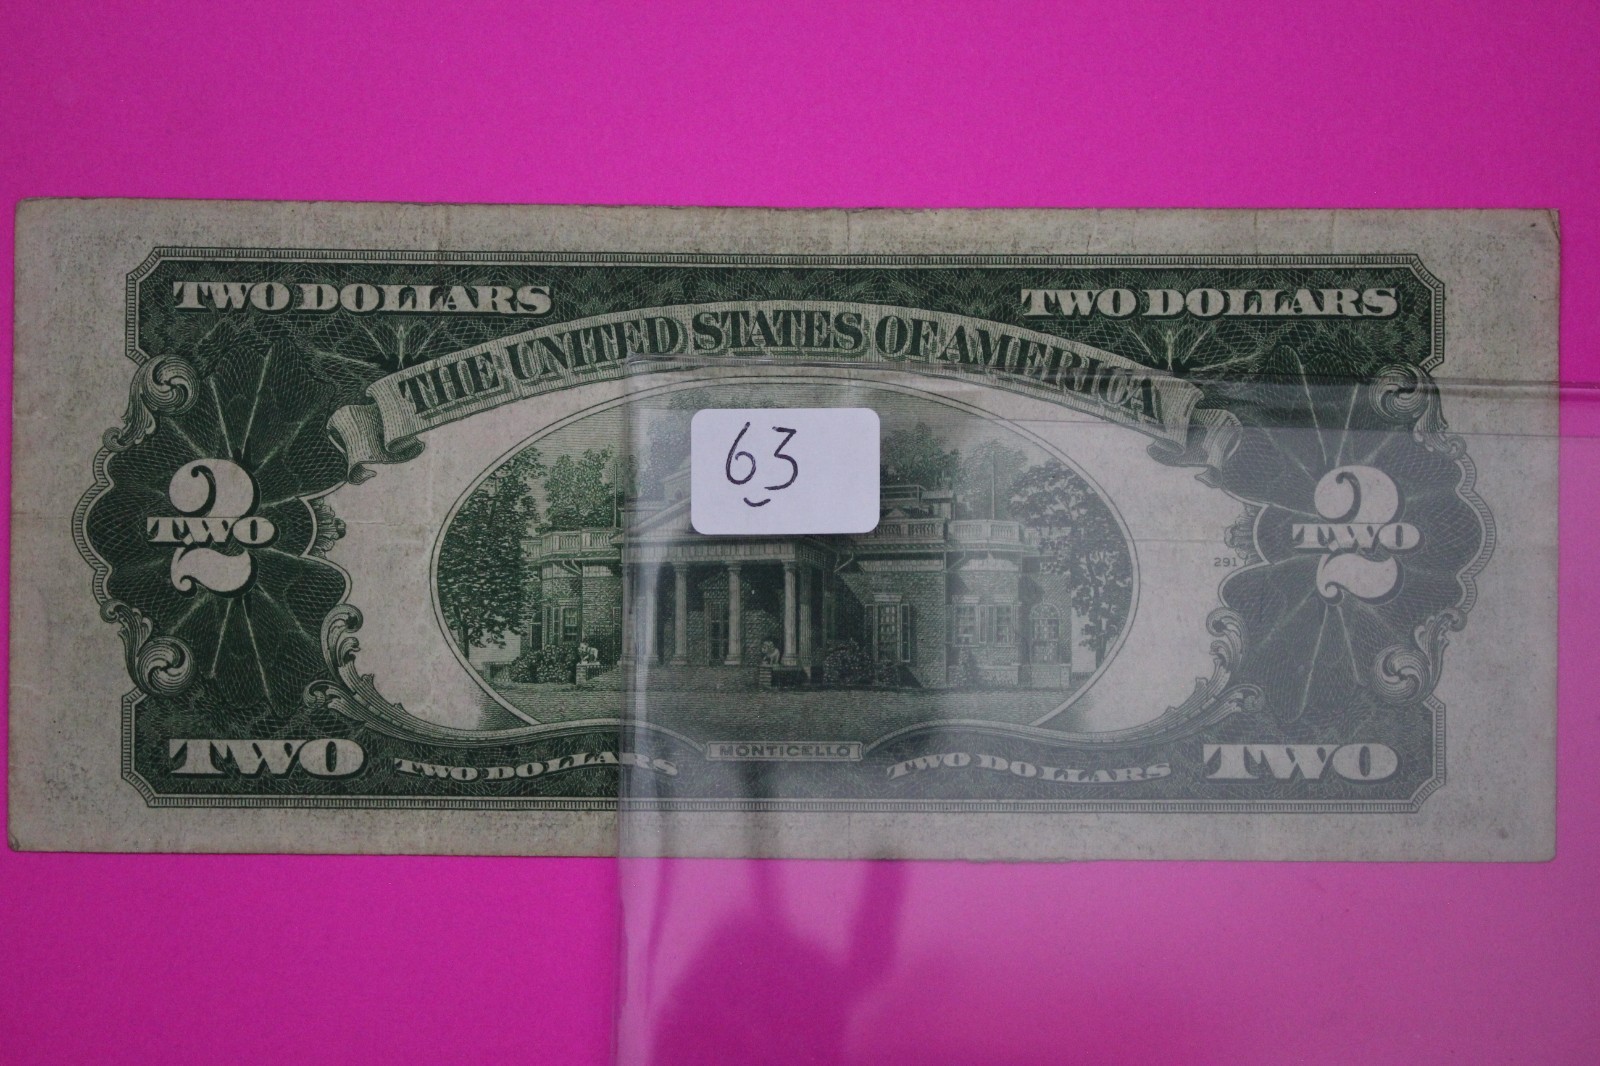 TWO DOLLARS TWO DOLLARS
THE UNITED STATES OF AMERICA
63
2 TWO 2 TWO
291
MONTICELLO
TWO TWO DOLLARS TWO DOLLARS TWO